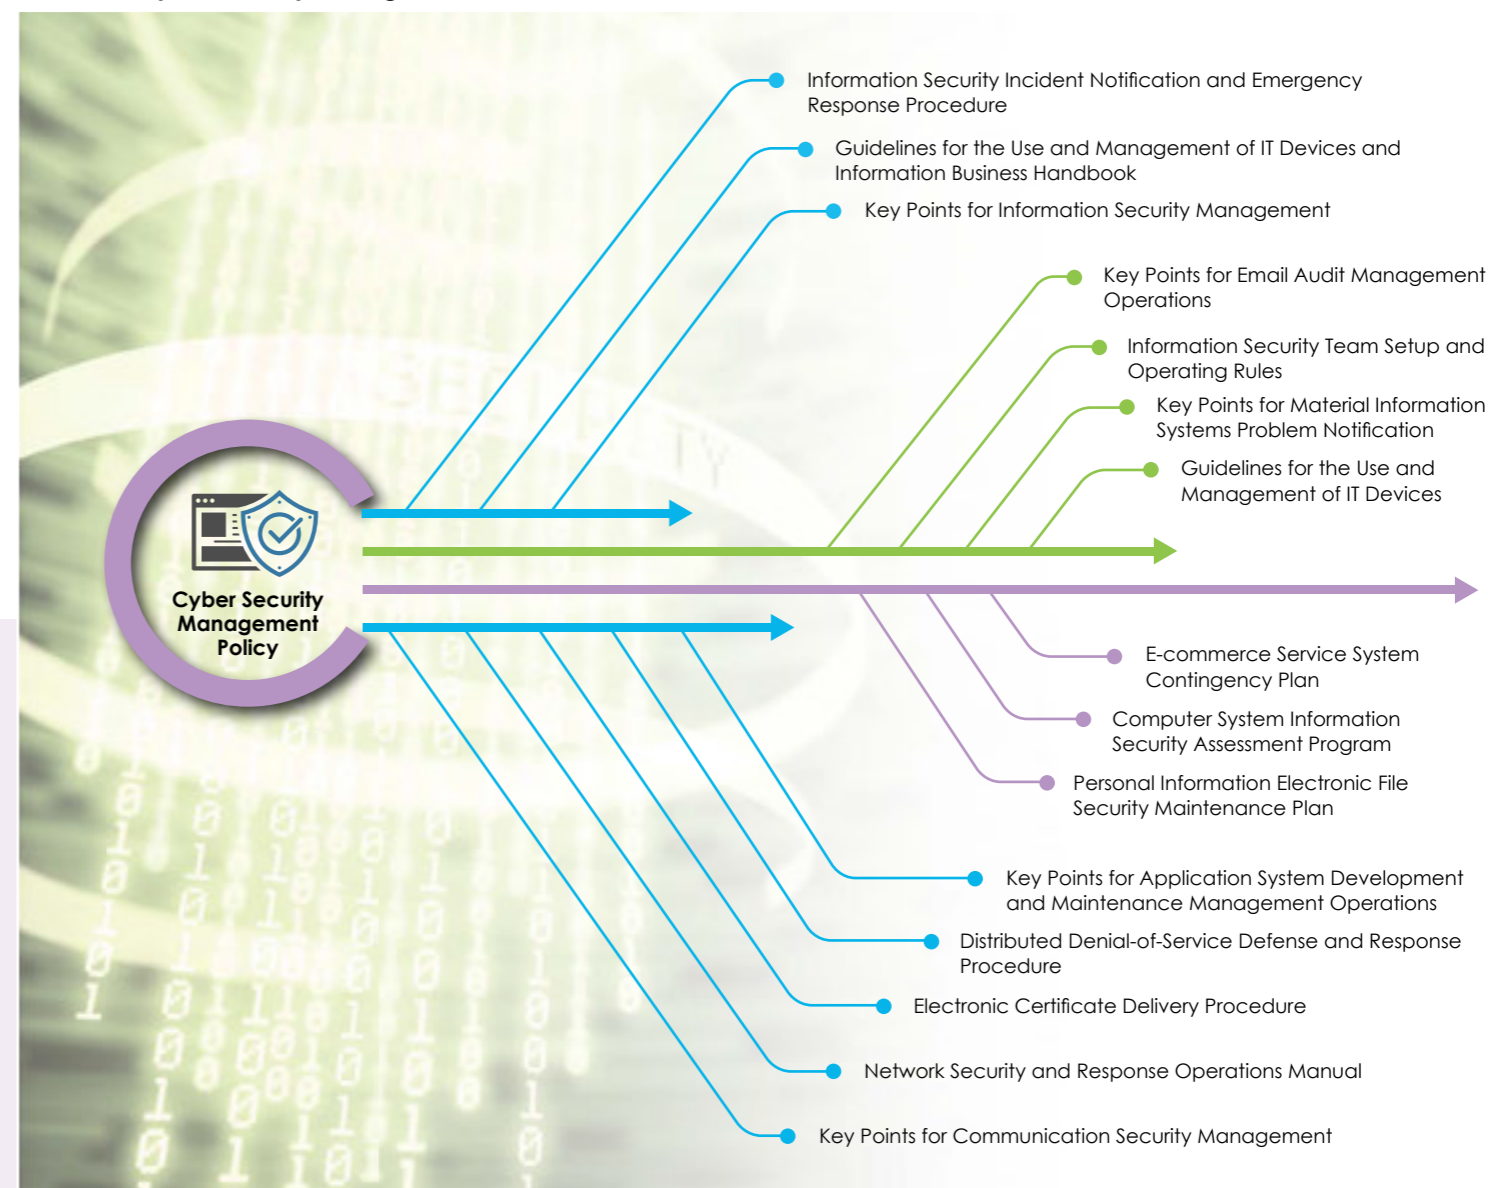 Information Security Incident Notification and Emergency
Response Procedure
Guidelines for the Use and Management of IT Devices and
Information Business Handbook
Key Points for Information Security Management
Key Points for Email Audit Management
Operations
Information Security Team Setup and
Operating Rules
Key Points for Material Information
Systems Problem Notification
Guidelines for the Use and
Management of IT Devices
Cyber Security
Management
Policy
E-commerce Service System
Contingency Plan
Computer System Information
Security Assessment Program
Personal Information Electronic File
Security Maintenance Plan
Key Points for Application System Development
and Maintenance Management Operations
Distributed Denial-of-Service Defense and Response
Procedure
Electronic Certificate Delivery Procedure
Network Security and Response Operations Manual
Key Points for Communication Security Management